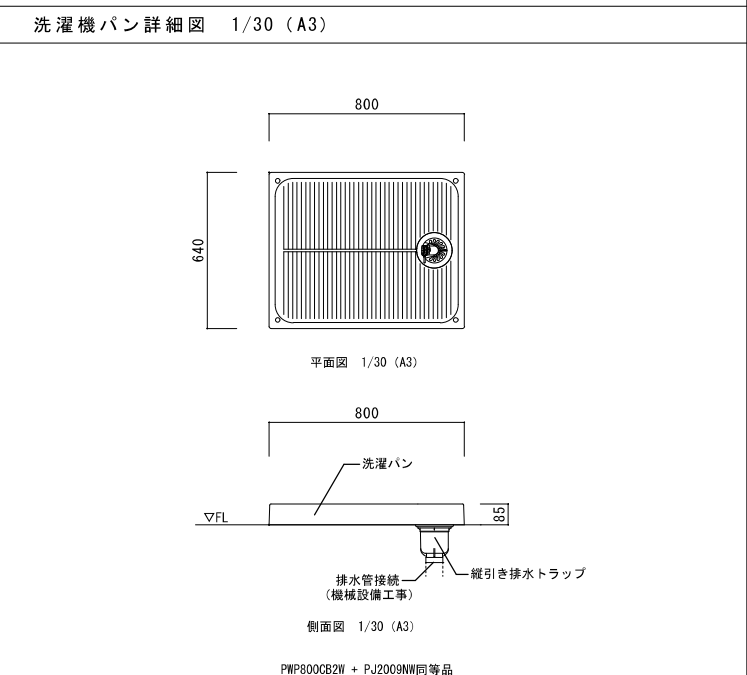 洗濯機パン詳細図　1/30（A3）
800
640
平面図　1/30（A3）
800
洗濯パン
▽FL
85
排水管接続
（機械設備工事）
縦引き排水トラップ
側面図　1/30（A3）
PWP800CB2W + PJ2009NW同等品